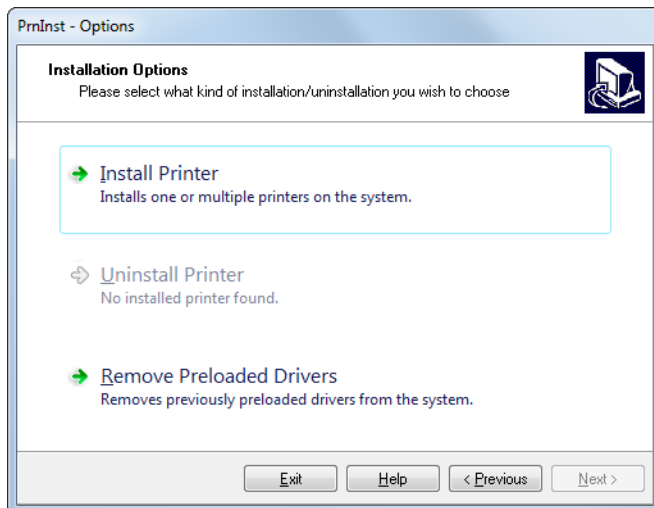 PrnInst - Options
Installation Options
Please select what kind of installation/uninstallation you wish to choose
Install Printer
Installs one or multiple printers on the system.
Uninstall Printer
No installed printer found.
Remove Preloaded Drivers
Removes previously preloaded drivers from the system.
Exit Help < Previous Next >